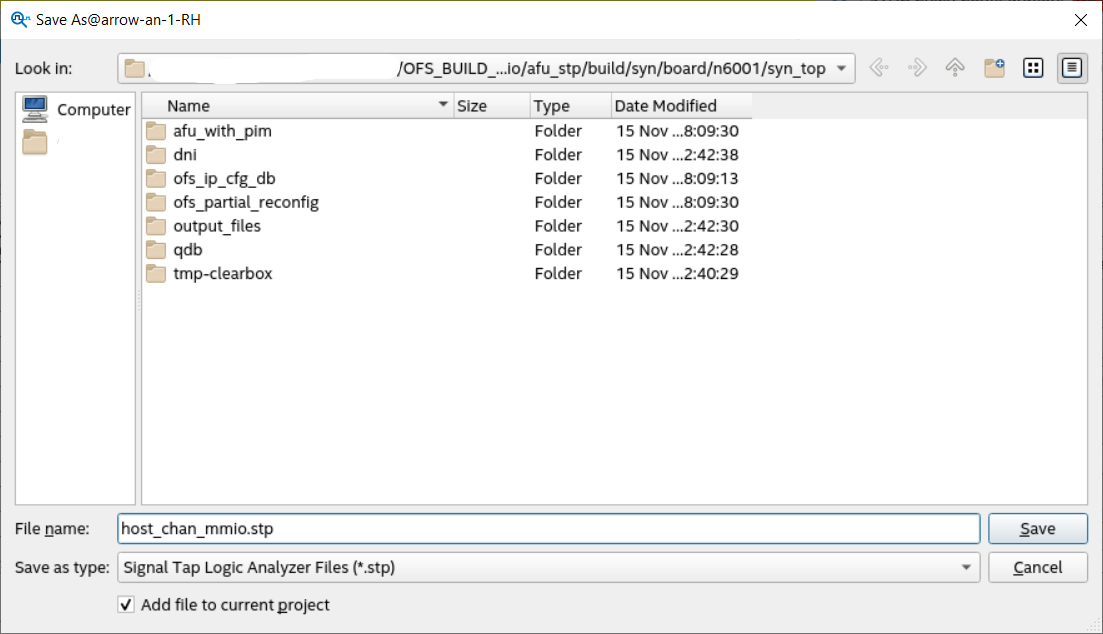 Save As@arrow-an-1-RH
Look in: /OFS_BUILD_...io/afu_stp/build/syn/board/n6001/syn_top
Computer
Name Size Type Date Modified
afu_with_pim Folder 15 Nov ...8:09:30
dni Folder 15 Nov ...2:42:38
ofs_ip_cfg_db Folder 15 Nov ...8:09:13
ofs_partial_reconfig Folder 15 Nov ...8:09:30
output_files Folder 15 Nov ...2:42:30
qdb Folder 15 Nov ...2:42:28
tmp-clearbox Folder 15 Nov ...2:40:29
File name: host_chan_mmio.stp Save
Save as type: Signal Tap Logic Analyzer Files (*.stp) Cancel
Add file to current project